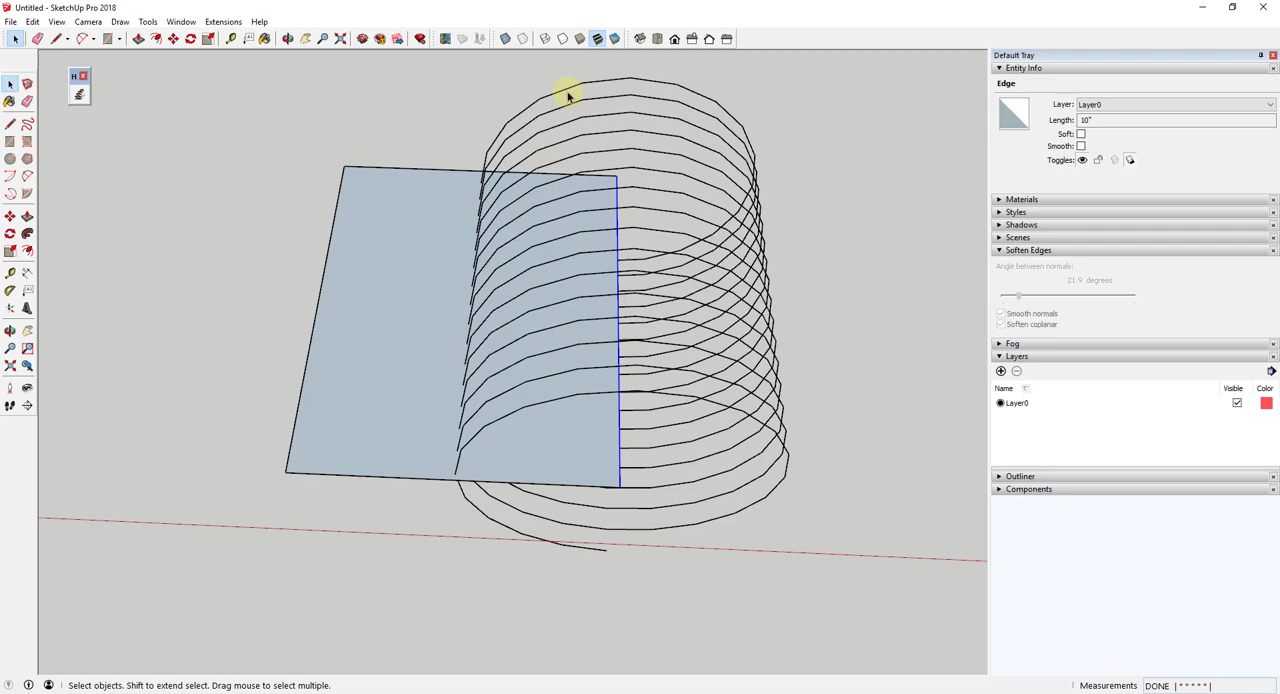 Untitled - SketchUp Pro 2018
File Edit View Camera Draw Tools Window Extensions Help
H
Default Tray
Entity Info
Edge
Layer: Layer0
Length: 10"
Soft:
Smooth:
Toggles:
Materials
Styles
Shadows
Scenes
Soften Edges
Angle between normals:
21.9 degrees
Smooth normals
Soften coplanar
Fog
Layers
Name Visible Color
Layer0
Outliner
Components
Select objects. Shift to extend select. Drag mouse to select multiple.
Measurements DONE |*****|